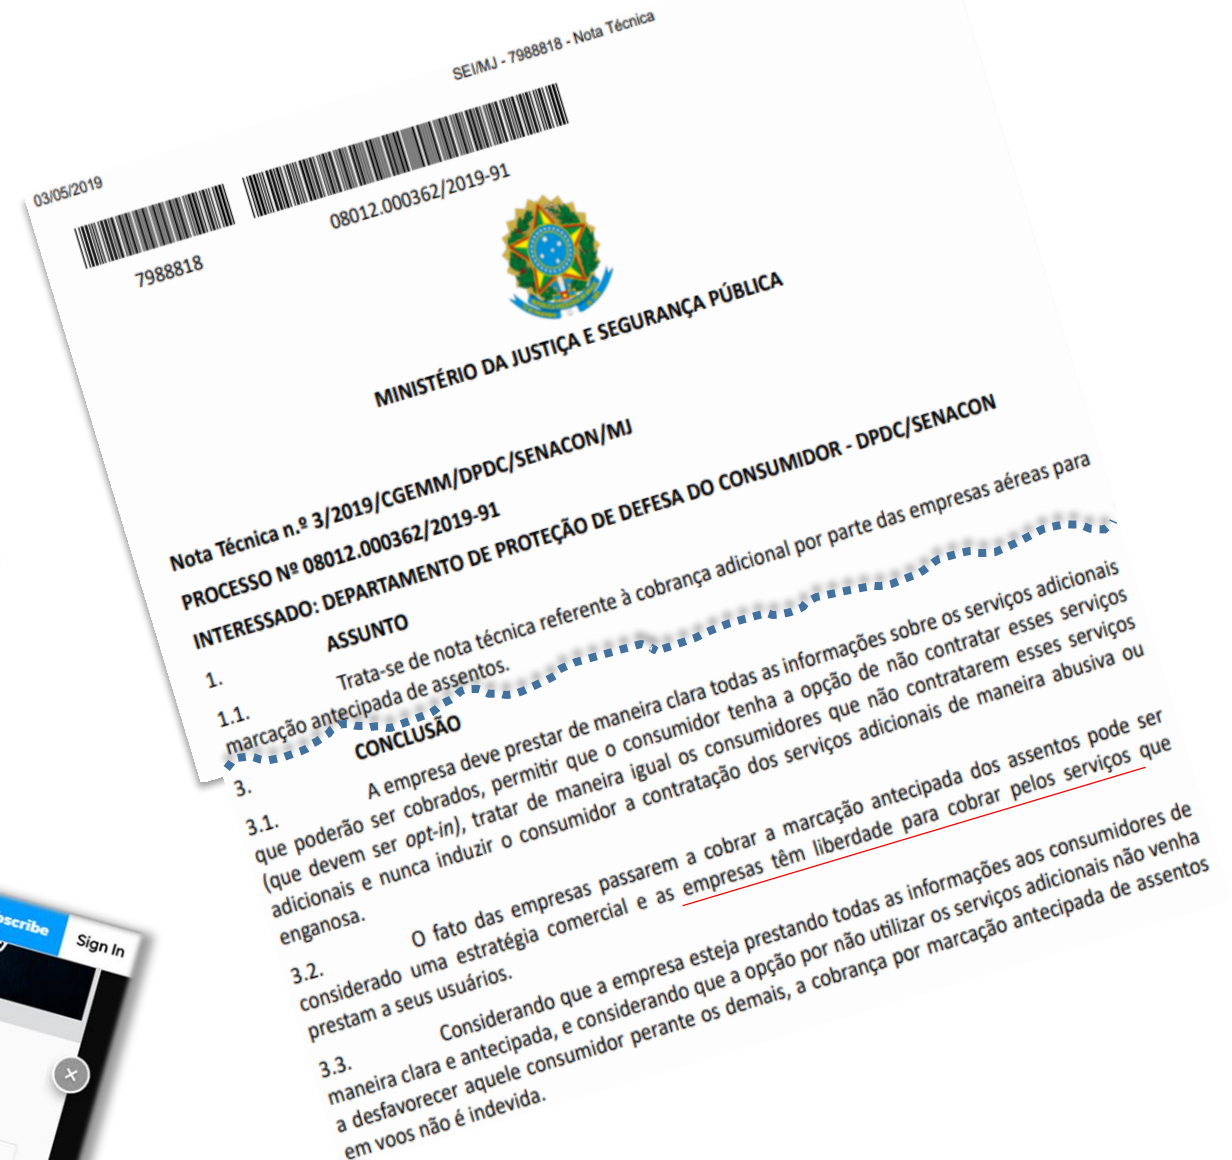 SEI/MJ - 7988818 - Nota Técnica
03/05/2019
7988818
08012.000362/2019-91
MINISTÉRIO DA JUSTIÇA E SEGURANÇA PÚBLICA
Nota Técnica n.º 3/2019/CGEMM/DPDC/SENACON/MJ
PROCESSO Nº 08012.000362/2019-91
INTERESSADO: DEPARTAMENTO DE PROTEÇÃO DE DEFESA DO CONSUMIDOR - DPDC/SENACON
1. ASSUNTO
1.1. Trata-se de nota técnica referente à cobrança adicional por parte das empresas aéreas para
marcação antecipada de assentos.
3. CONCLUSÃO
3.1. A empresa deve prestar de maneira clara todas as informações sobre os serviços adicionais
que poderão ser cobrados, permitir que o consumidor tenha a opção de não contratar esses serviços
(que devem ser opt-in), tratar de maneira igual os consumidores que não contratarem esses serviços
adicionais e nunca induzir o consumidor a contratação dos serviços adicionais de maneira abusiva ou
enganosa.
3.2. O fato das empresas passarem a cobrar a marcação antecipada dos assentos pode ser
considerado uma estratégia comercial e as empresas têm liberdade para cobrar pelos serviços que
prestam a seus usuários.
3.3. Considerando que a empresa esteja prestando todas as informações aos consumidores de
maneira clara e antecipada, e considerando que a opção por não utilizar os serviços adicionais não venha
a desfavorecer aquele consumidor perante os demais, a cobrança por marcação antecipada de assentos
em voos não é indevida.
scribe
Sign In